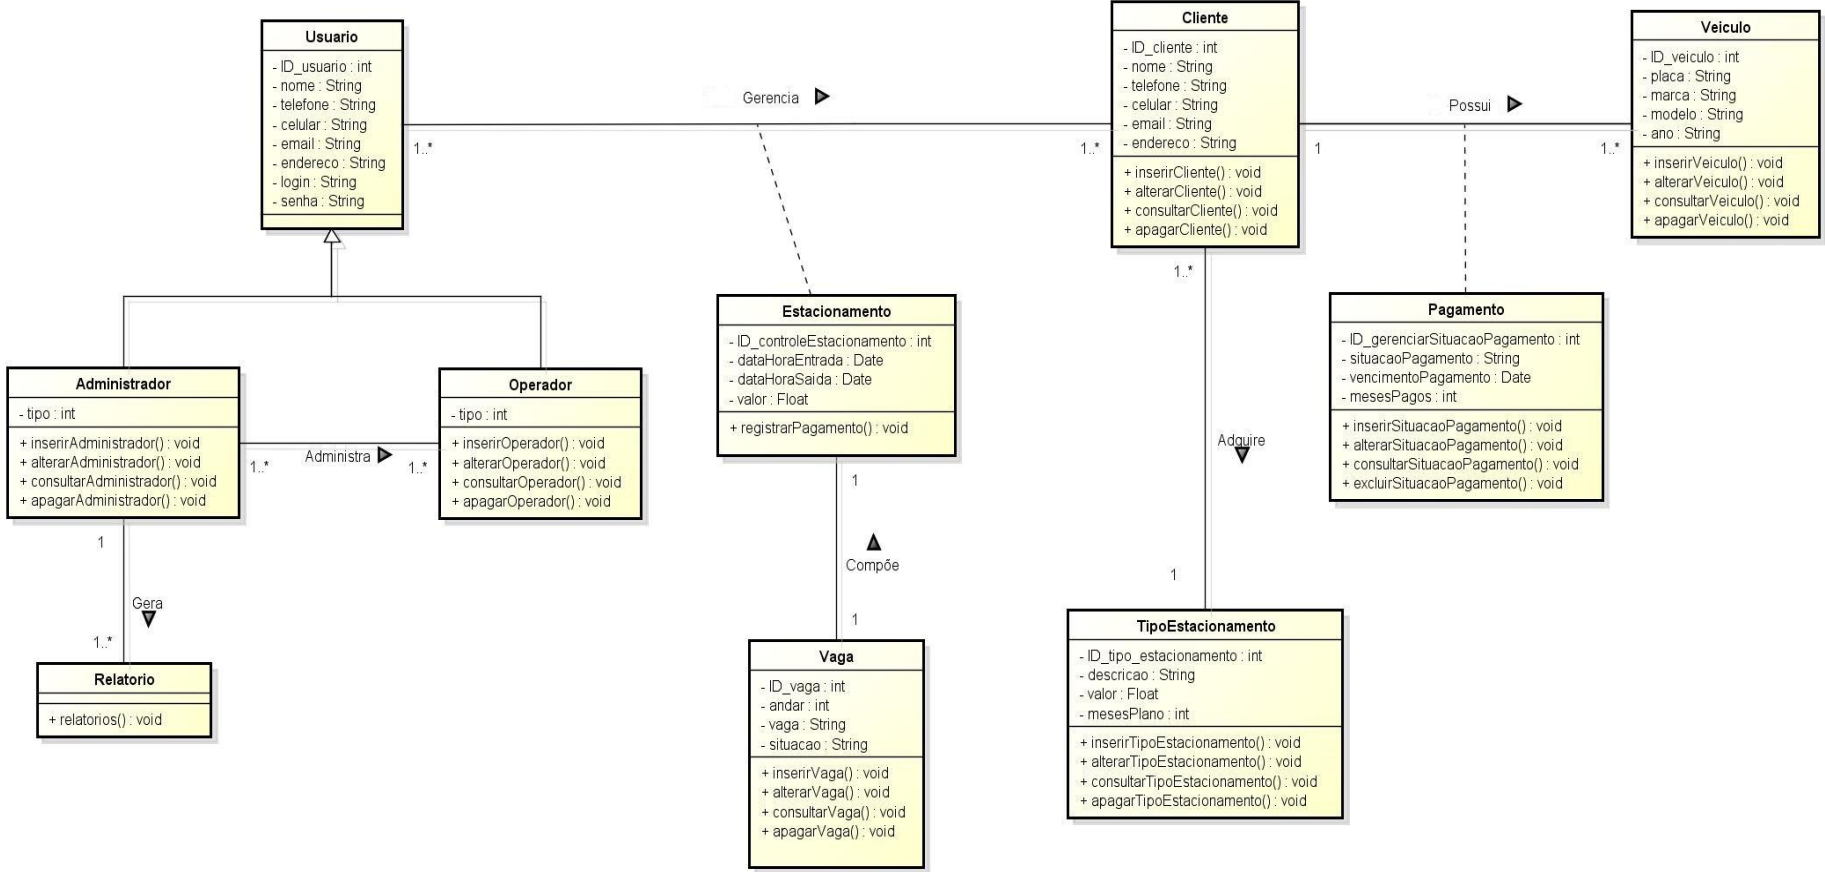 Usuario
- ID_usuario : int
- nome : String
- telefone : String
- celular : String
- email : String
- endereco : String
- login : String
- senha : String
1..*
Gerencia
1..*
Cliente
- ID_cliente : int
- nome : String
- telefone : String
- celular : String
- email : String
- endereco : String
+ inserirCliente() : void
+ alterarCliente() : void
+ consultarCliente() : void
+ apagarCliente() : void
1
Possui
1..*
Veiculo
- ID_veiculo : int
- placa : String
- marca : String
- modelo : String
- ano : String
+ inserirVeiculo() : void
+ alterarVeiculo() : void
+ consultarVeiculo() : void
+ apagarVeiculo() : void
Administrador
- tipo : int
+ inserirAdministrador() : void
+ alterarAdministrador() : void
+ consultarAdministrador() : void
+ apagarAdministrador() : void
1..*
Administra
1..*
Operador
- tipo : int
+ inserirOperador() : void
+ alterarOperador() : void
+ consultarOperador() : void
+ apagarOperador() : void
1
Gera
1..*
Relatorio
+ relatorios() : void
Estacionamento
- ID_controleEstacionamento : int
- dataHoraEntrada : Date
- dataHoraSaida : Date
- valor : Float
+ registrarPagamento() : void
1
Compõe
1
Vaga
- ID_vaga : int
- andar : int
- vaga : String
- situacao : String
+ inserirVaga() : void
+ alterarVaga() : void
+ consultarVaga() : void
+ apagarVaga() : void
1..*
Adquire
1
TipoEstacionamento
- ID_tipo_estacionamento : int
- descricao : String
- valor : Float
- mesesPlano : int
+ inserirTipoEstacionamento() : void
+ alterarTipoEstacionamento() : void
+ consultarTipoEstacionamento() : void
+ apagarTipoEstacionamento() : void
Pagamento
- ID_gerenciarSituacaoPagamento : int
- situacaoPagamento : String
- vencimentoPagamento : Date
- mesesPagos : int
+ inserirSituacaoPagamento() : void
+ alterarSituacaoPagamento() : void
+ consultarSituacaoPagamento() : void
+ excluirSituacaoPagamento() : void